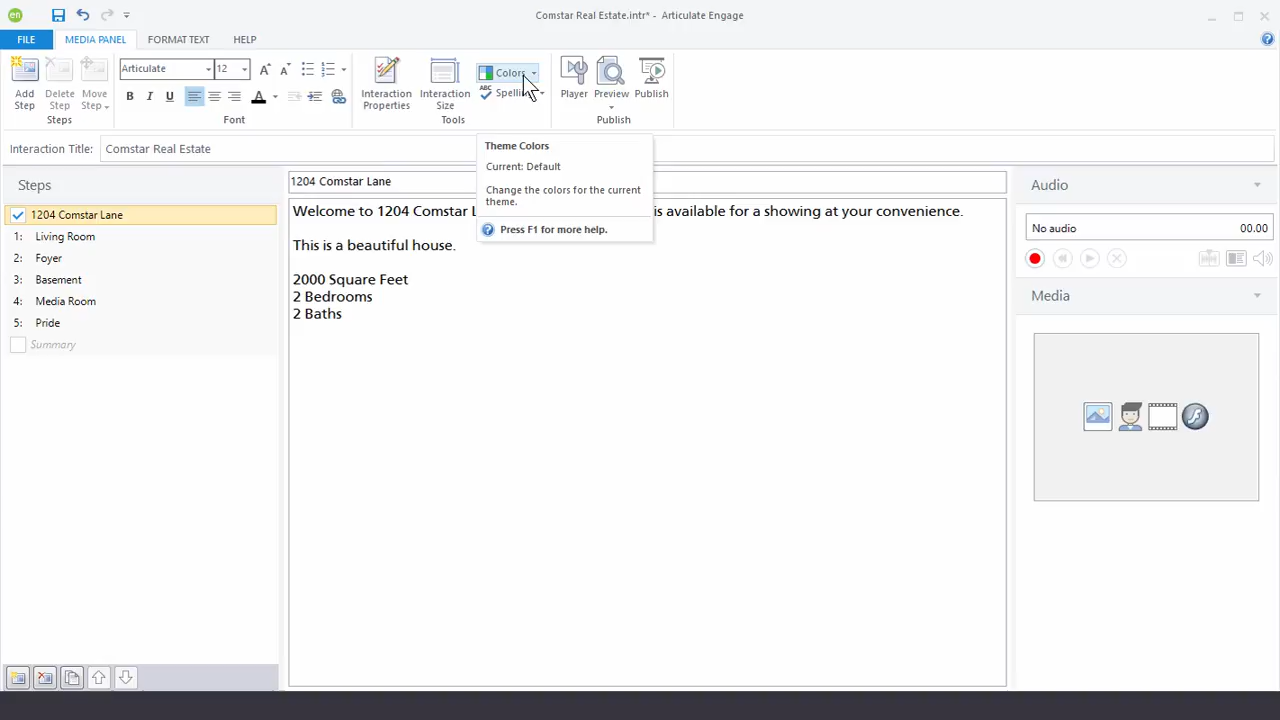 en
Comstar Real Estate.intr* - Articulate Engage
FILE
MEDIA PANEL
FORMAT TEXT
HELP
Add Step
Delete Step
Move Step
Steps
Articulate
12
B I U
A
Font
Interaction Properties
Interaction Size
Colors
ABC
Spelli
Tools
Player
Preview
Publish
Publish
Interaction Title:
Comstar Real Estate
Theme Colors
Current: Default
Change the colors for the current
theme.
Press F1 for more help.
Steps
1204 Comstar Lane
1: Living Room
2: Foyer
3: Basement
4: Media Room
5: Pride
Summary
1204 Comstar Lane
Welcome to 1204 Comstar L is available for a showing at your convenience.
This is a beautiful house.
2000 Square Feet
2 Bedrooms
2 Baths
Audio
No audio
00.00
Media